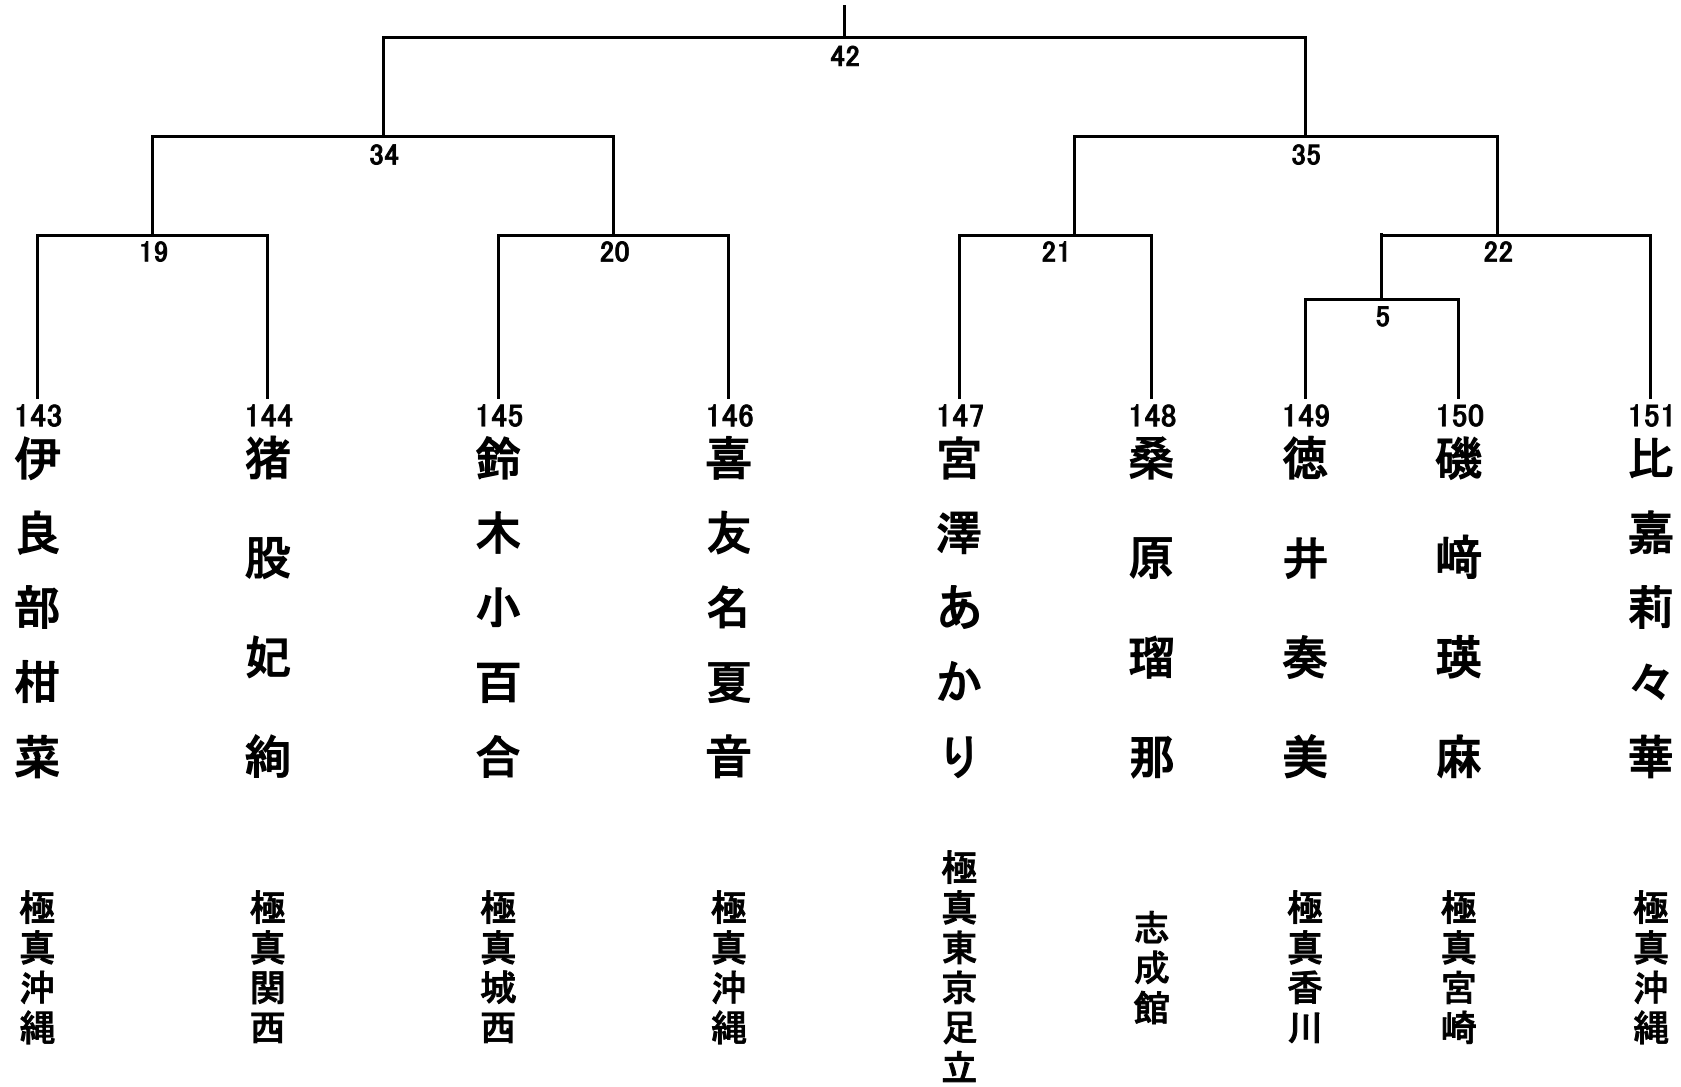 42
34
35
19
20
21
22
5
143
144
145
146
147
148
149
150
151
伊良部柑菜
猪股妃絢
鈴木小百合
喜友名夏音
宮澤あかり
桑原瑠那
徳井奏美
磯﨑瑛麻
比嘉莉々華
極真沖縄
極真関西
極真城西
極真沖縄
極真東京足立
志成館
極真香川
極真宮崎
極真沖縄